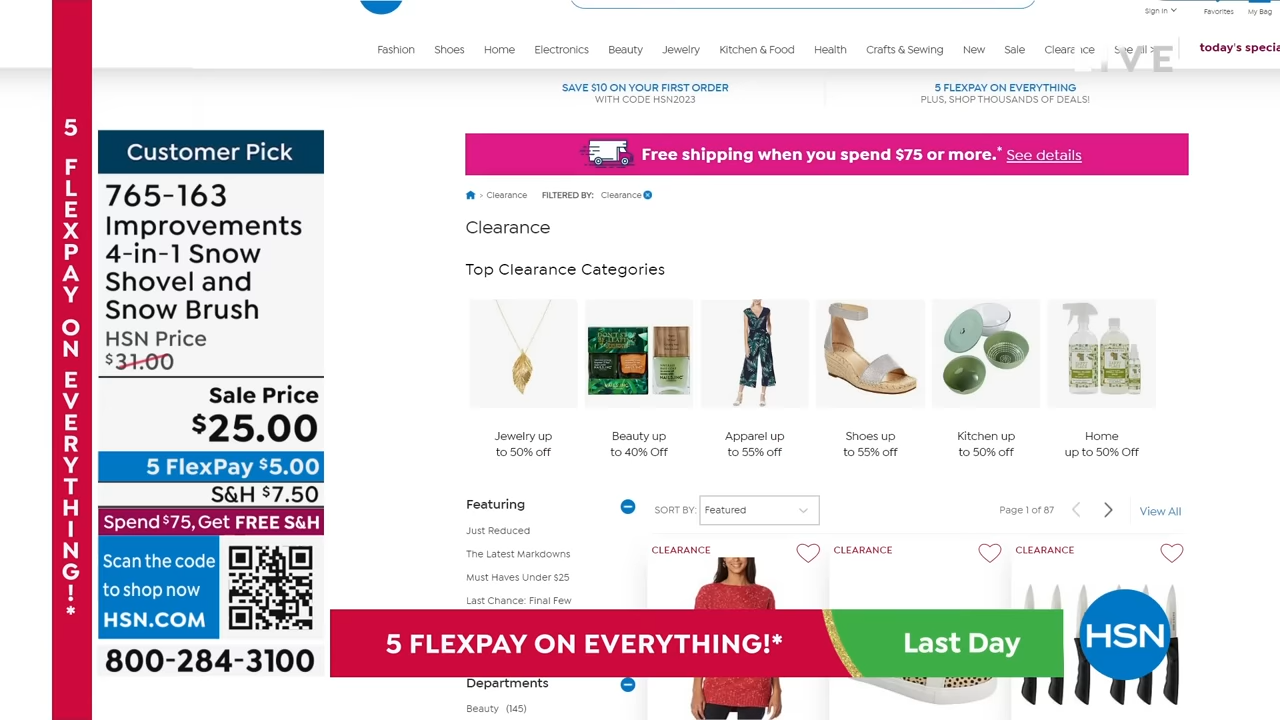 Sign In
Favorites
My Bag
Fashion Shoes Home Electronics Beauty Jewelry Kitchen & Food Health Crafts & Sewing New Sale Clearance
today's specia
SAVE $10 ON YOUR FIRST ORDER
WITH CODE HSN2023
5 FLEXPAY ON EVERYTHING
PLUS, SHOP THOUSANDS OF DEALS!
5 FLEXPAY ON EVERYTHING!*
Customer Pick
765-163
Improvements
4-in-1 Snow
Shovel and
Snow Brush
HSN Price
$31.00
Sale Price
$25.00
5 FlexPay $5.00
S&H $7.50
Spend $75, Get FREE S&H
Scan the code
to shop now
HSN.COM
800-284-3100
Free shipping when you spend $75 or more.* See details
> Clearance FILTERED BY: Clearance
Clearance
Top Clearance Categories
Jewelry up
to 50% off
Beauty up
to 40% Off
Apparel up
to 55% off
Shoes up
to 55% off
Kitchen up
to 50% off
Home
up to 50% Off
Featuring
Just Reduced
The Latest Markdowns
Must Haves Under $25
Last Chance: Final Few
SORT BY: Featured
Page 1 of 87
View All
CLEARANCE
CLEARANCE
CLEARANCE
5 FLEXPAY ON EVERYTHING!*
Last Day
HSN
Departments
Beauty (145)